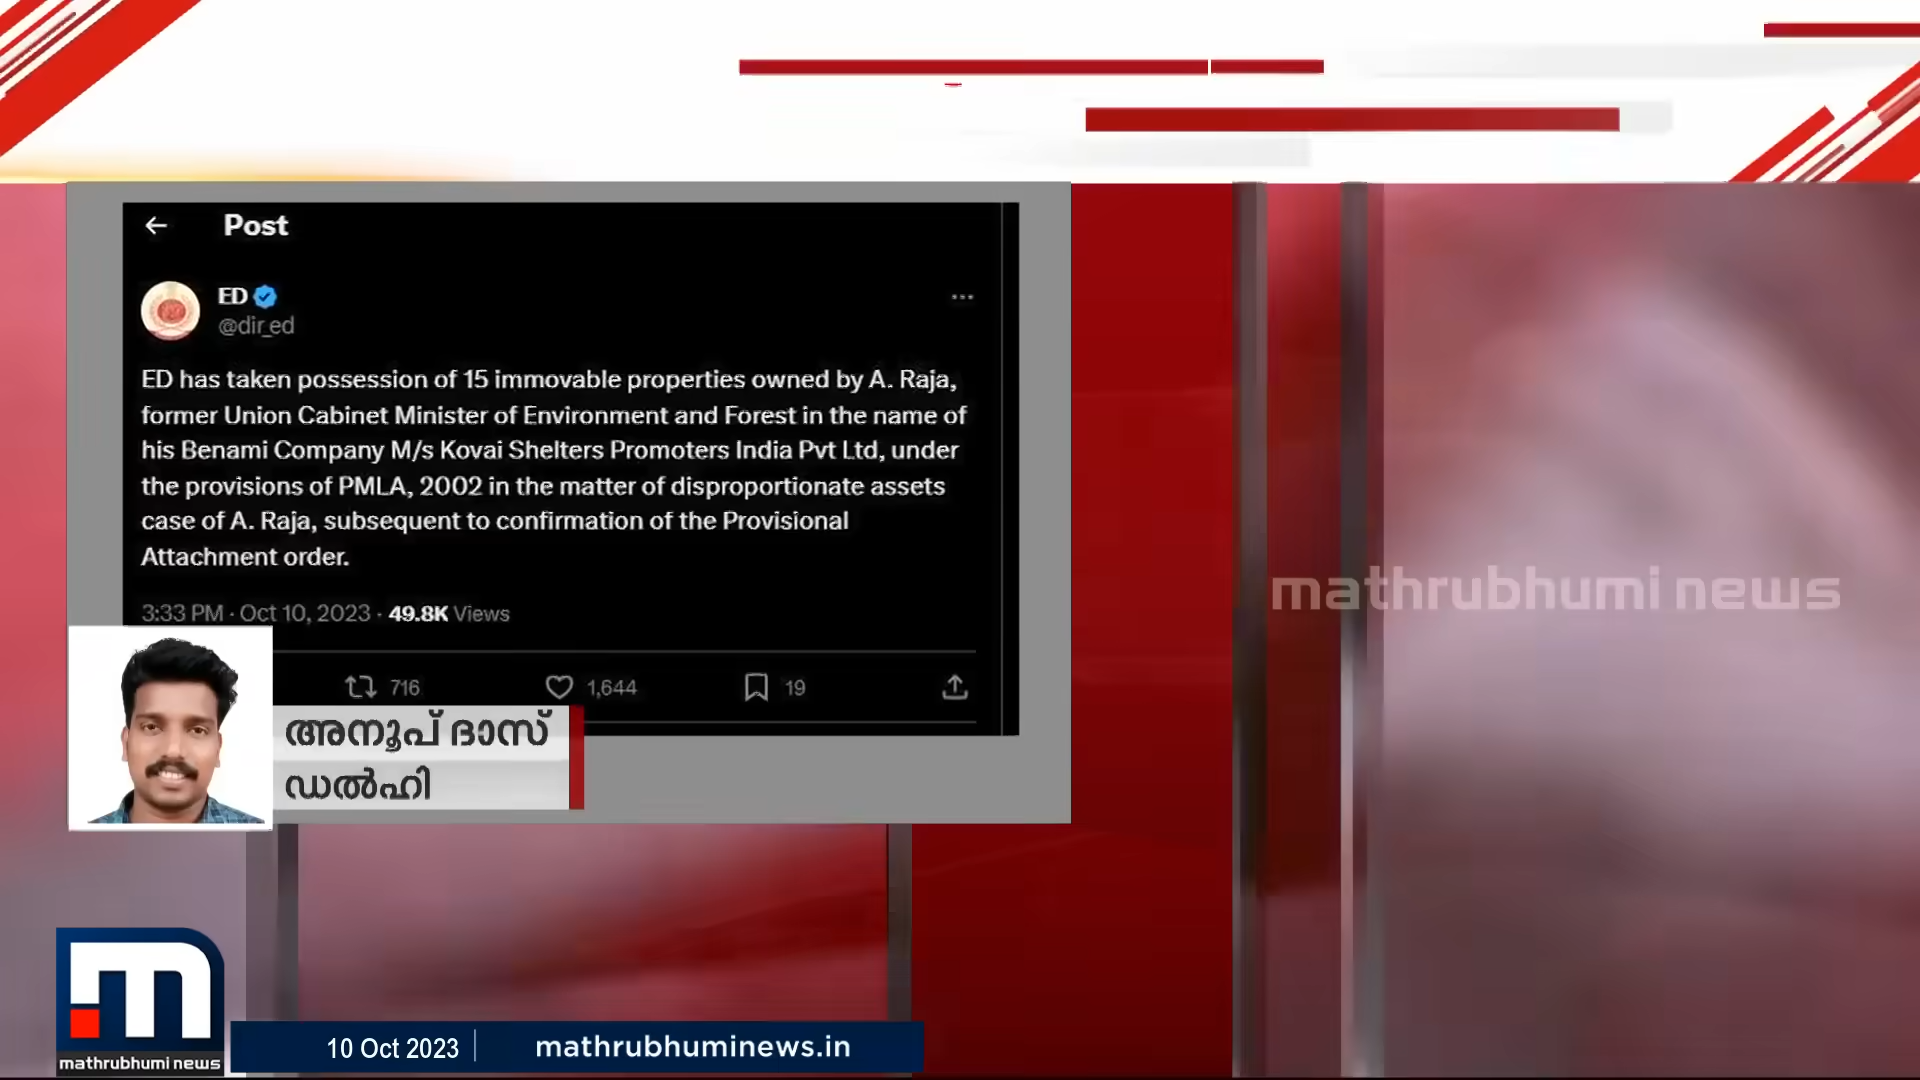 Post
ED
@dir_ed
ED has taken possession of 15 immovable properties owned by A. Raja,
former Union Cabinet Minister of Environment and Forest in the name of
his Benami Company M/s Kovai Shelters Promoters India Pvt Ltd, under
the provisions of PMLA, 2002 in the matter of disproportionate assets
case of A. Raja, subsequent to confirmation of the Provisional
Attachment order.
3:33 PM · Oct 10, 2023 · 49.8K Views
716 1,644 19
അനൂപ് ദാസ്
ഡൽഹി
mathrubhumi news
mathrubhumi news
10 Oct 2023 mathrubhuminews.in